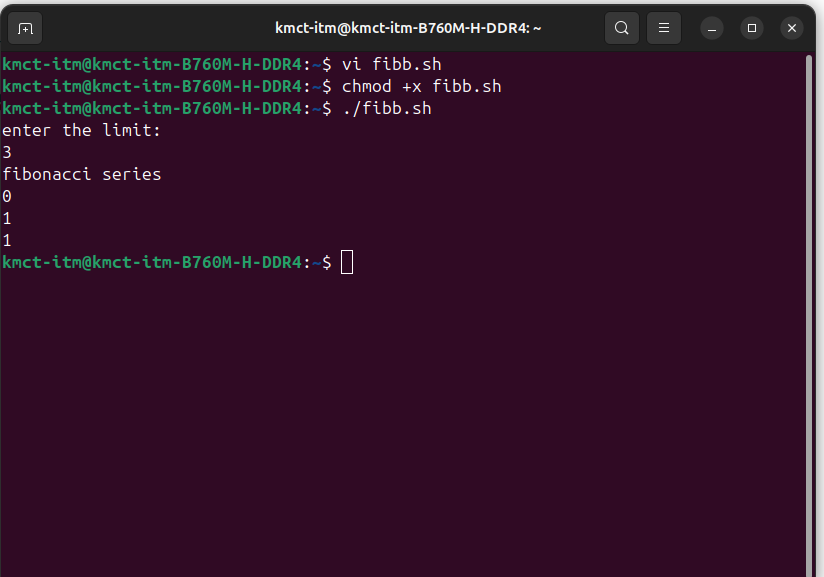 kmct-itm@kmct-itm-B760M-H-DDR4: ~
kmct-itm@kmct-itm-B760M-H-DDR4:~$ vi fibb.sh
kmct-itm@kmct-itm-B760M-H-DDR4:~$ chmod +x fibb.sh
kmct-itm@kmct-itm-B760M-H-DDR4:~$ ./fibb.sh
enter the limit:
3
fibonacci series
0
1
1
kmct-itm@kmct-itm-B760M-H-DDR4:~$